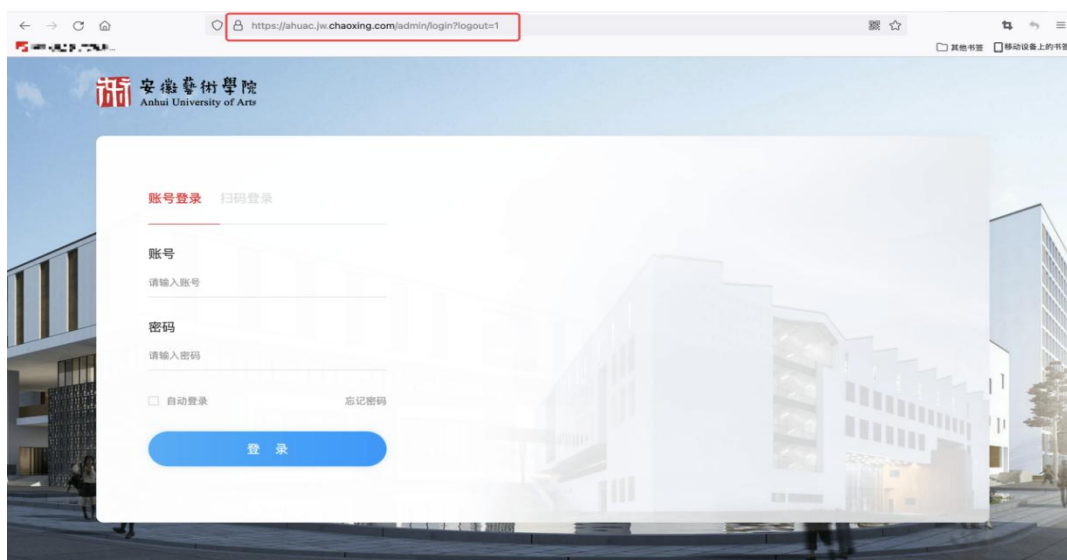 https://ahuac.jw.chaoxing.com/admin/login?logout=1
其他书签 移动设备上的书签
安徽藝術學院
Anhui University of Arts
账号登录 扫码登录
账号
请输入账号
密码
请输入密码
自动登录 忘记密码
登 录